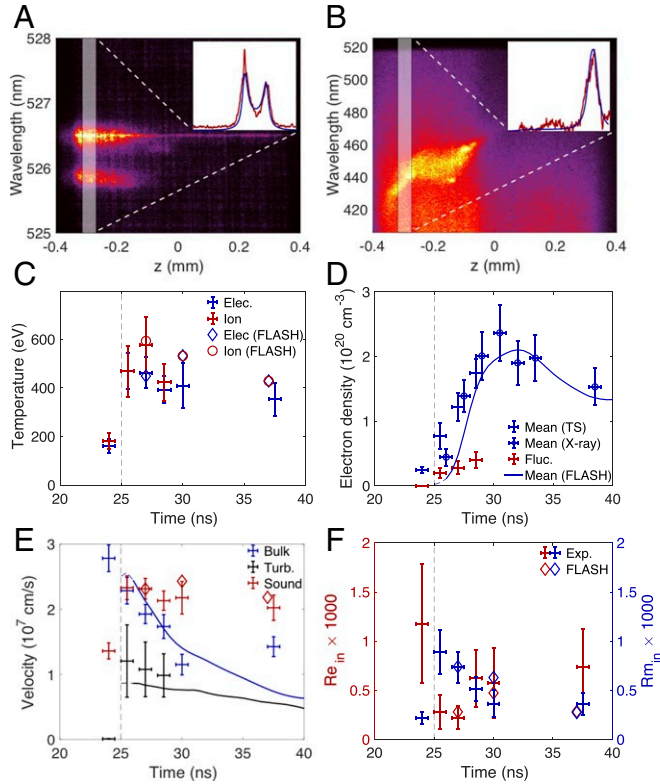 A
B
528
527
526
525
Wavelength (nm)
-0.4 -0.2 0 0.2 0.4
z (mm)
520
500
480
460
440
420
Wavelength (nm)
-0.4 -0.2 0 0.2 0.4
z (mm)
C
D
600
400
200
0
Temperature (eV)
Elec.
Ion
Elec (FLASH)
Ion (FLASH)
20 25 30 35 40
Time (ns)
3
2
1
0
Electron density (10²⁰ cm⁻³)
Mean (TS)
Mean (X-ray)
Fluc.
Mean (FLASH)
20 25 30 35 40
Time (ns)
E
F
3
2
1
0
Velocity (10⁷ cm/s)
Bulk
Turb.
Sound
20 25 30 35 40
Time (ns)
2
1.5
1
0.5
0
Re_in × 1000
Exp.
FLASH
2
1.5
1
0.5
0
Rm_in × 1000
20 25 30 35 40
Time (ns)